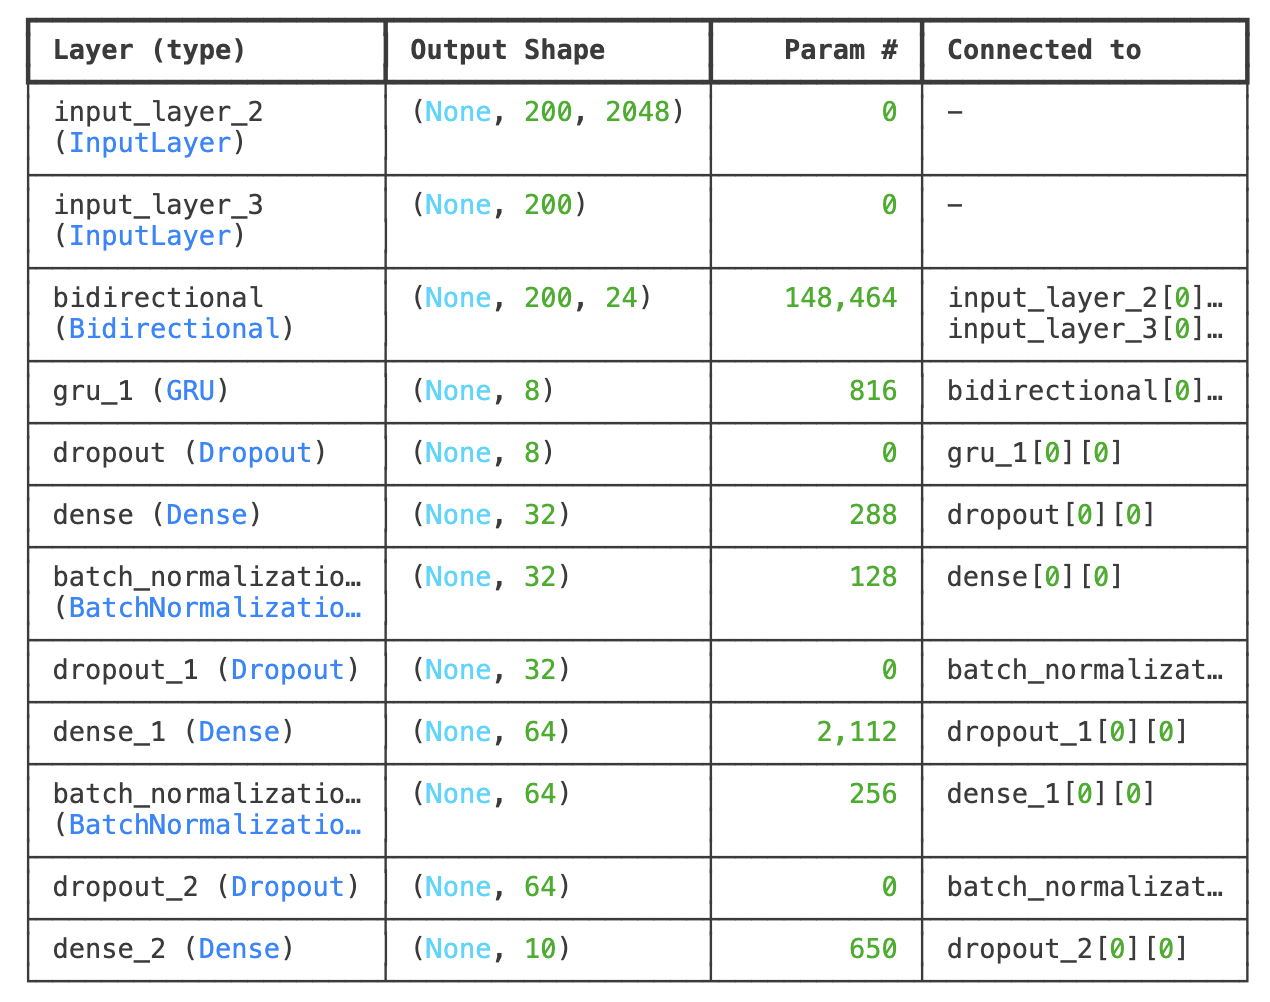 Layer (type) Output Shape Param # Connected to
input_layer_2 (None, 200, 2048) 0 –
(InputLayer)
input_layer_3 (None, 200) 0 –
(InputLayer)
bidirectional (None, 200, 24) 148,464 input_layer_2[0]…
(Bidirectional) input_layer_3[0]…
gru_1 (GRU) (None, 8) 816 bidirectional[0]…
dropout (Dropout) (None, 8) 0 gru_1[0][0]
dense (Dense) (None, 32) 288 dropout[0][0]
batch_normalizatio… (None, 32) 128 dense[0][0]
(BatchNormalizatio…
dropout_1 (Dropout) (None, 32) 0 batch_normalizat…
dense_1 (Dense) (None, 64) 2,112 dropout_1[0][0]
batch_normalizatio… (None, 64) 256 dense_1[0][0]
(BatchNormalizatio…
dropout_2 (Dropout) (None, 64) 0 batch_normalizat…
dense_2 (Dense) (None, 10) 650 dropout_2[0][0]